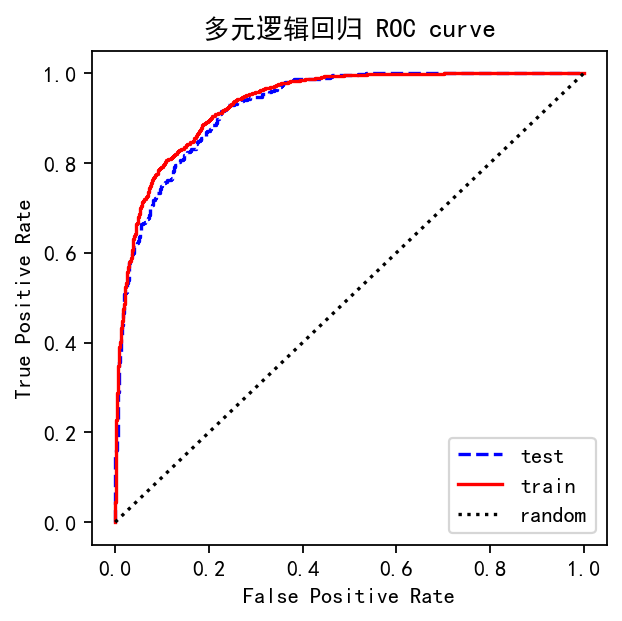 多元逻辑回归 ROC curve
True Positive Rate
1.0
0.8
0.6
0.4
0.2
0.0
test
train
random
0.0 0.2 0.4 0.6 0.8 1.0
False Positive Rate